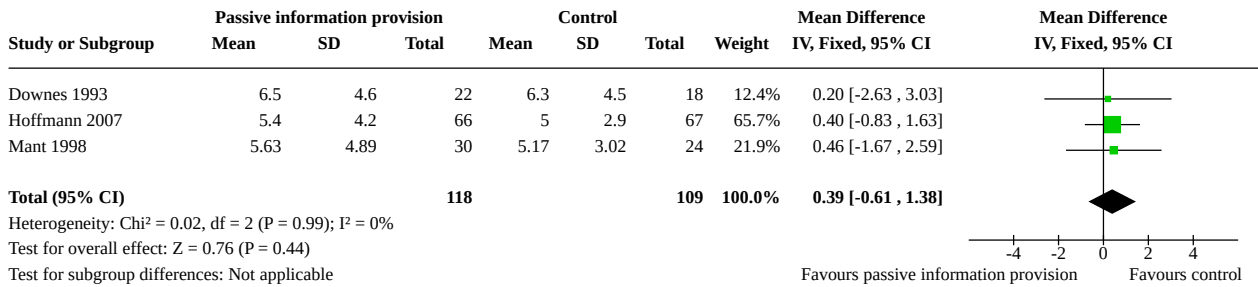 Passive information provision Control Mean Difference Mean Difference
Study or Subgroup Mean SD Total Mean SD Total Weight IV, Fixed, 95% CI IV, Fixed, 95% CI
Downes 1993 6.5 4.6 22 6.3 4.5 18 12.4% 0.20 [-2.63 , 3.03]
Hoffmann 2007 5.4 4.2 66 5 2.9 67 65.7% 0.40 [-0.83 , 1.63]
Mant 1998 5.63 4.89 30 5.17 3.02 24 21.9% 0.46 [-1.67 , 2.59]
Total (95% CI) 118 109 100.0% 0.39 [-0.61 , 1.38]
Heterogeneity: Chi² = 0.02, df = 2 (P = 0.99); I² = 0%
Test for overall effect: Z = 0.76 (P = 0.44) -4 -2 0 2 4
Test for subgroup differences: Not applicable Favours passive information provision Favours control